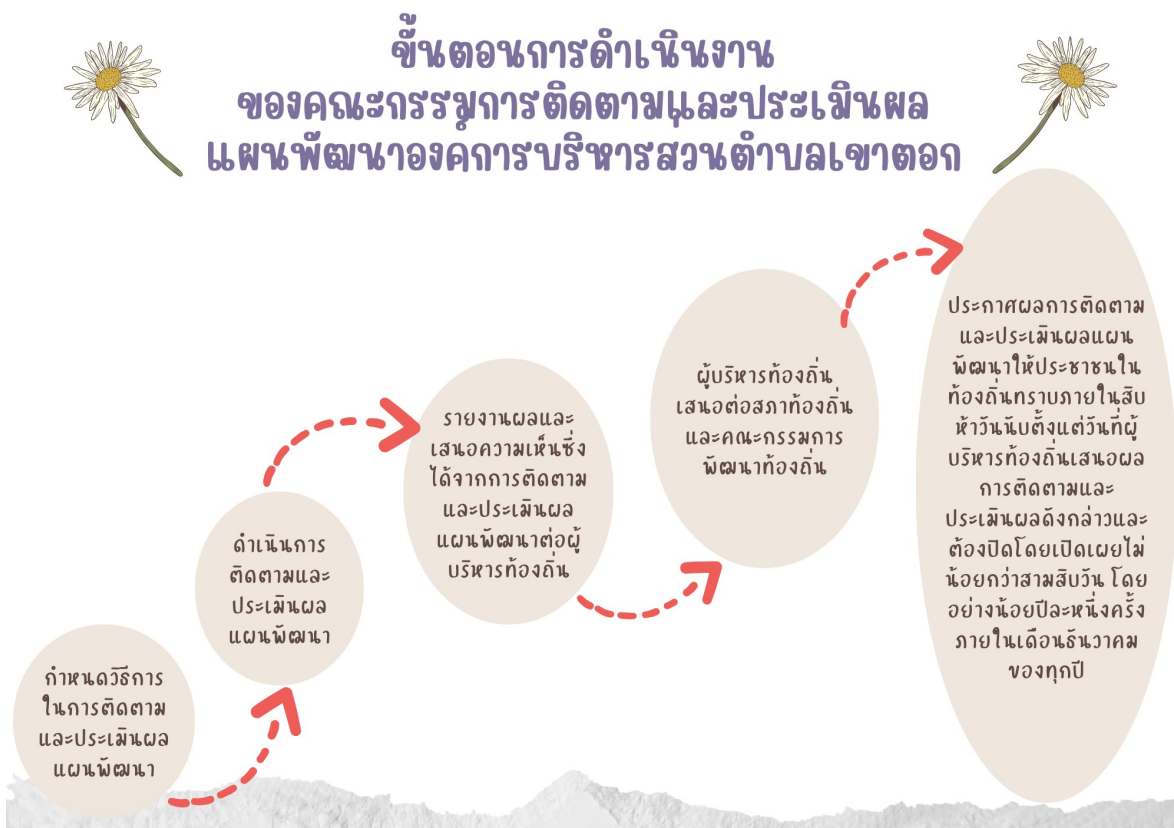 ขั้นตอนการดำเนินงาน
ของคณะกรรมการติดตามและประเมินผล
แผนพัฒนาองค์การบริหารส่วนตำบลเขาตอก
กำหนดวิธีการ
ในการติดตาม
และประเมินผล
แผนพัฒนา
ดำเนินการ
ติดตามและ
ประเมินผล
แผนพัฒนา
รายงานผลและ
เสนอความเห็นซึ่ง
ได้จากการติดตาม
และประเมินผล
แผนพัฒนาต่อผู้
บริหารท้องถิ่น
ผู้บริหารท้องถิ่น
เสนอต่อสภาท้องถิ่น
และคณะกรรมการ
พัฒนาท้องถิ่น
ประกาศผลการติดตาม
และประเมินผลแผน
พัฒนาให้ประชาชนใน
ท้องถิ่นทราบภายในสิบ
ห้าวันนับตั้งแต่วันที่ผู้
บริหารท้องถิ่นเสนอผล
การติดตามและ
ประเมินผลดังกล่าวและ
ต้องปิดโดยเปิดเผยไม่
น้อยกว่าสามสิบวัน โดย
อย่างน้อยปีละหนึ่งครั้ง
ภายในเดือนธันวาคม
ของทุกปี